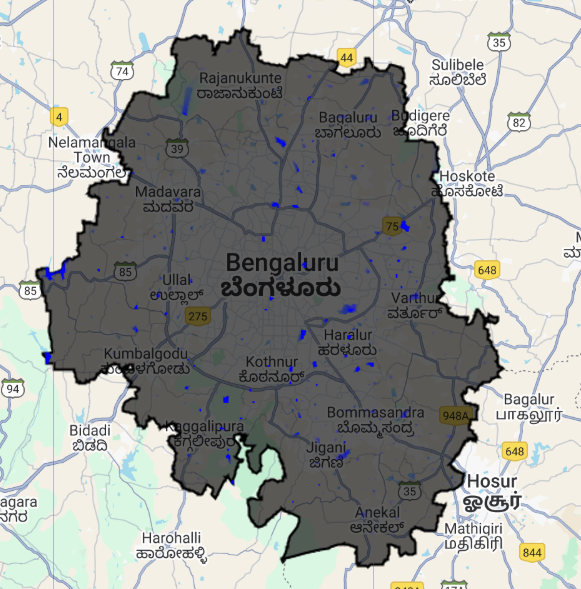 44
35
Sulibele
ಸೂಲಿಬೆಲೆ
74
Rajanukunte
ರಾಜಾನುಕುಂಟೆ
4
Bagaluru
ಬಾಗಲೂರು
Budigere
ಬೂದಿಗೆರೆ
82
Nelamangala
Town
ನೆಲಮಂಗಲ
39
Hoskote
ಹೊಸಕೋಟೆ
Madavara
ಮದವರ
75
Bengaluru
ಬೆಂಗಳೂರು
648
85
85
Ullal
ಉಲ್ಲಾಳ್
Varthur
ವರ್ತೂರ್
275
Haralur
ಹರಳೂರು
Kumbalgodu
ಕುಂಬಳಗೋಡು
Kothnur
ಕೊಠನೂರ್
94
Bagalur
பாகலூர்
Bommasandra
ಬೊಮ್ಮಸಂದ್ರ
948A
Bidadi
ಬಿಡದಿ
Kaggalipura
ಕಗ್ಗಲೀಪುರ
Jigani
ಜಿಗಣಿ
648
Hosur
ஓசூர்
35
agara
ನಗರ
Anekal
ಆನೇಕಲ್
Mathigiri
மதிகிரி
Harohalli
ಹಾರೋಹಳ್ಳಿ
844